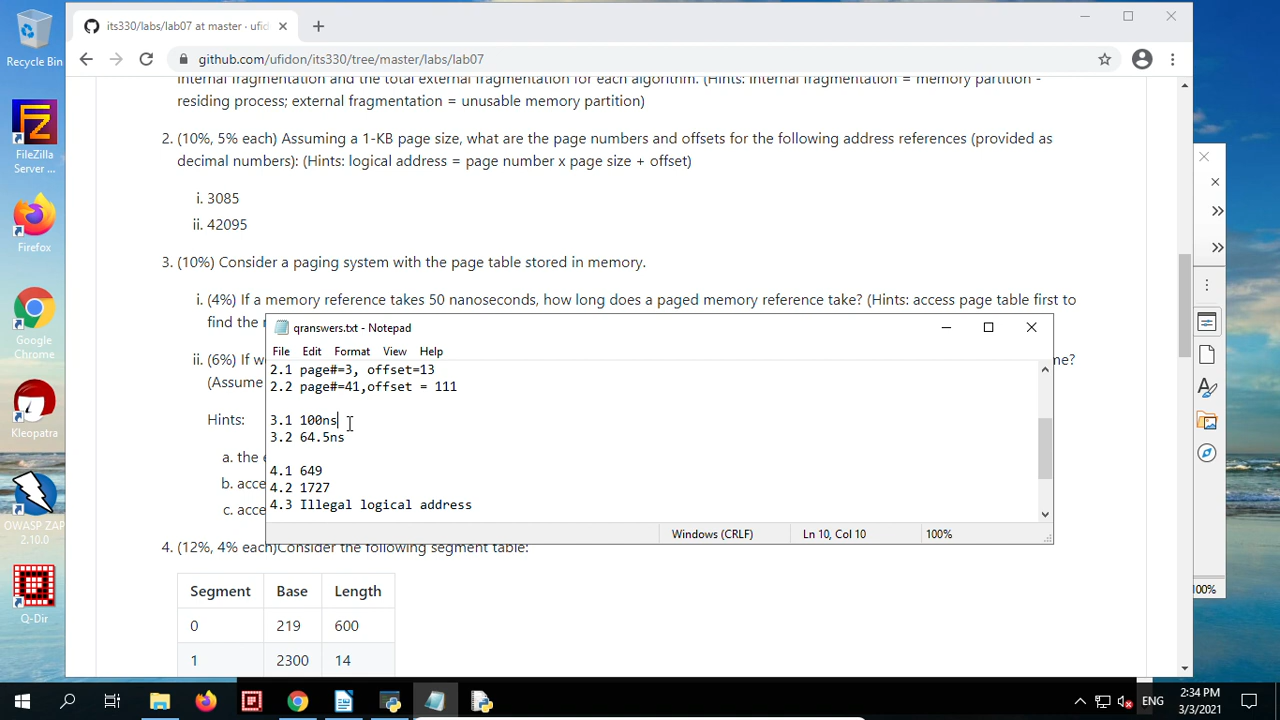 Recycle Bin
FileZilla
Server ...
Firefox
Google
Chrome
Kleopatra
OWASP ZAP
2.10.0
Q-Dir
its330/labs/lab07 at master · ufid
github.com/ufidon/its330/tree/master/labs/lab07
internal fragmentation and the total external fragmentation for each algorithm. (Hints: internal fragmentation = memory partition -
residing process; external fragmentation = unusable memory partition)
2. (10%, 5% each) Assuming a 1-KB page size, what are the page numbers and offsets for the following address references (provided as
decimal numbers): (Hints: logical address = page number x page size + offset)
i. 3085
ii. 42095
3. (10%) Consider a paging system with the page table stored in memory.
i. (4%) If a memory reference takes 50 nanoseconds, how long does a paged memory reference take? (Hints: access page table first to
find the
ii. (6%) If w
me?
(Assume
Hints:
a. the e
b. acce
c. acce
qranswers.txt - Notepad
File Edit Format View Help
2.1 page#=3, offset=13
2.2 page#=41,offset = 111
3.1 100ns
3.2 64.5ns
4.1 649
4.2 1727
4.3 Illegal logical address
Windows (CRLF) Ln 10, Col 10 100%
4. (12%, 4% each)Consider the following segment table:
Segment Base Length
0 219 600
1 2300 14
100%
ENG
2:34 PM
3/3/2021